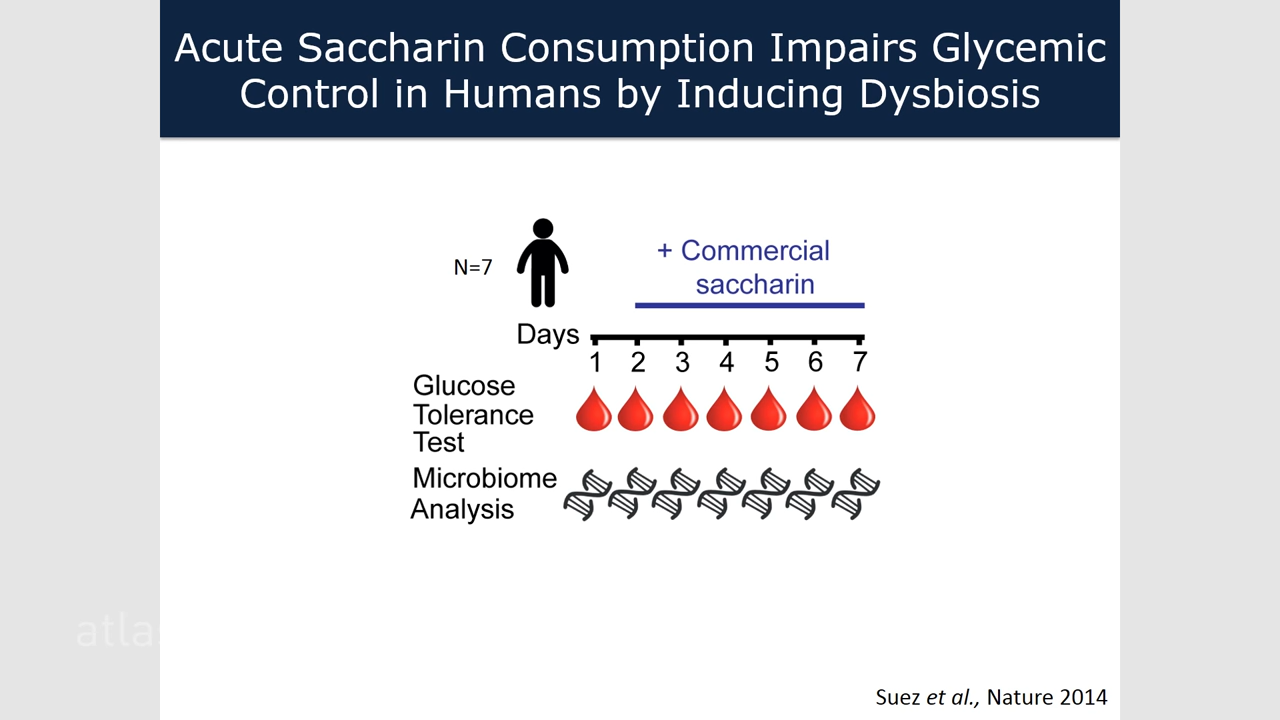 Acute Saccharin Consumption Impairs Glycemic
Control in Humans by Inducing Dysbiosis
N=7
+ Commercial
saccharin
Days
1 2 3 4 5 6 7
Glucose
Tolerance
Test
Microbiome
Analysis
Suez et al., Nature 2014